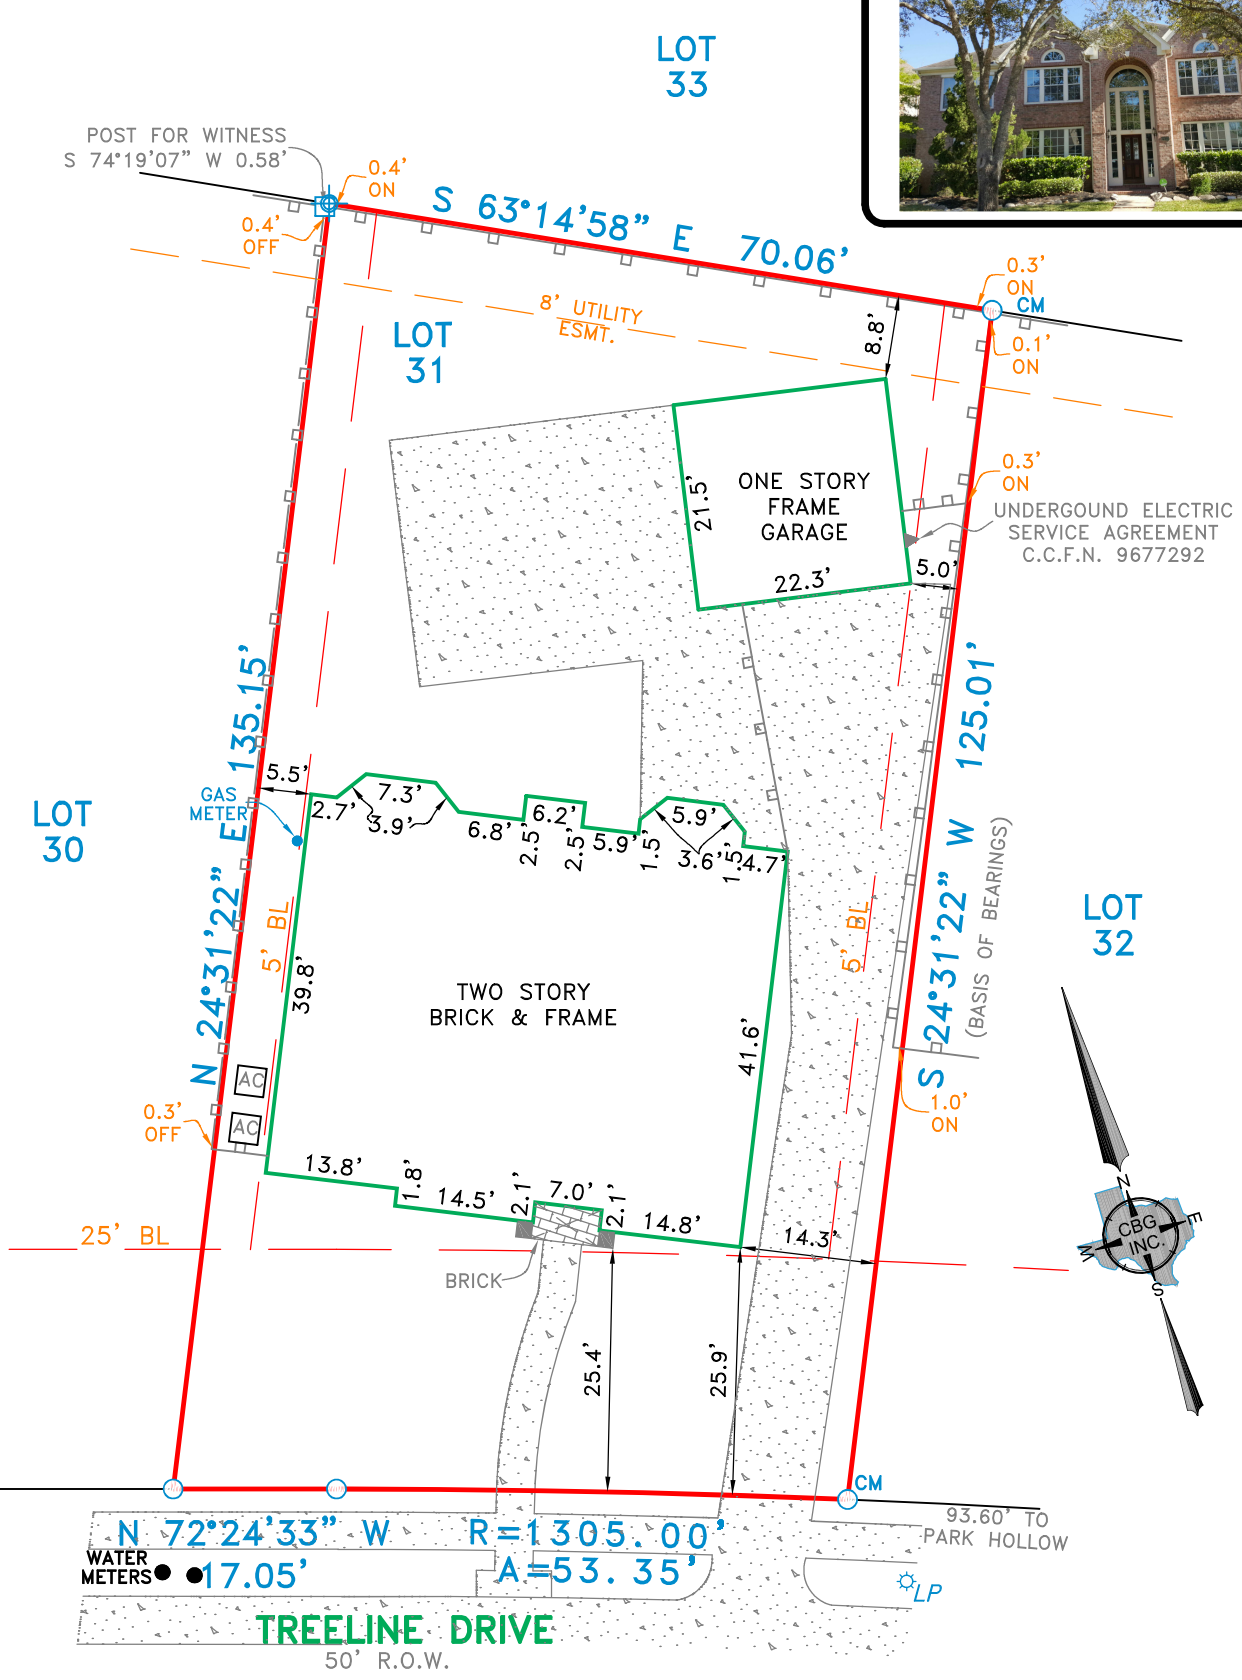 LOT
33
POST FOR WITNESS
S 74°19'07" W 0.58'
0.4'
ON
0.4'
OFF
S 63°14'58" E 70.06'
0.3'
ON
CM
0.1'
ON
8' UTILITY
ESMT.
8.8'
LOT
31
ONE STORY
FRAME
GARAGE
21.5'
22.3'
0.3'
ON
UNDERGOUND ELECTRIC
SERVICE AGREEMENT
C.C.F.N. 9677292
5.0'
N 24°31'22" E 135.15'
S 24°31'22" W 125.01'
(BASIS OF BEARINGS)
5.5'
GAS
METER
2.7'
7.3'
3.9'
6.8'
2.5'
6.2'
2.5'
5.9'
1.5'
5.9'
3.6'
1.5'
4.7'
LOT
30
LOT
32
5' BL
39.8'
TWO STORY
BRICK & FRAME
41.6'
5' BL
AC
AC
0.3'
OFF
1.0'
ON
13.8'
1.8'
14.5'
2.1'
7.0'
2.1'
14.8'
14.3'
25' BL
BRICK
25.4'
25.9'
N
E
CBG
INC.
W
S
CM
93.60' TO
PARK HOLLOW
N 72°24'33" W
17.05'
R=1305.00'
A=53.35'
WATER
METERS
LP
TREELINE DRIVE
50' R.O.W.